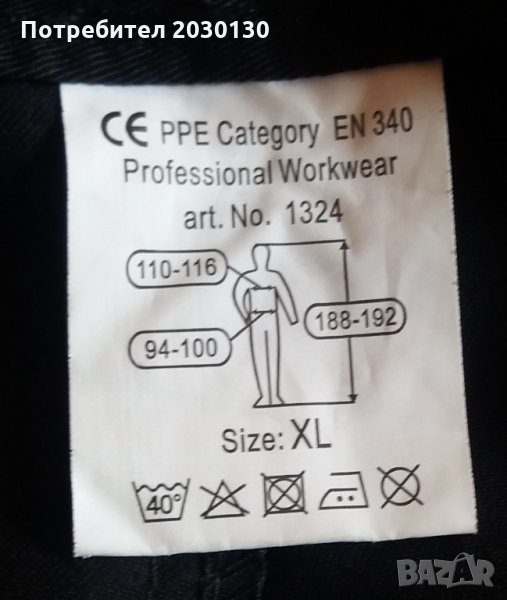 Потребител 2030130
CE PPE Category EN 340
Professional Workwear
art. No. 1324
110-116
188-192
94-100
Size: XL
40°
BAZAR